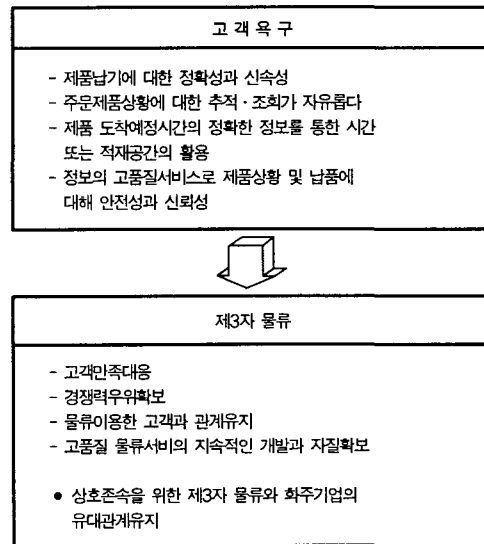 고 객 욕 구
- 제품납기에 대한 정확성과 신속성
- 주문제품상황에 대한 추적 · 조회가 자유롭다
- 제품 도착예정시간의 정확한 정보를 통한 시간
또는 적재공간의 활용
- 정보의 고품질서비스로 제품상황 및 납품에
대해 안전성과 신뢰성
제3자 물류
- 고객만족대응
- 경쟁력우위확보
- 물류이용한 고객과 관계유지
- 고품질 물류서비의 지속적인 개발과 자질확보
● 상호존속을 위한 제3자 물류와 화주기업의
유대관계유지